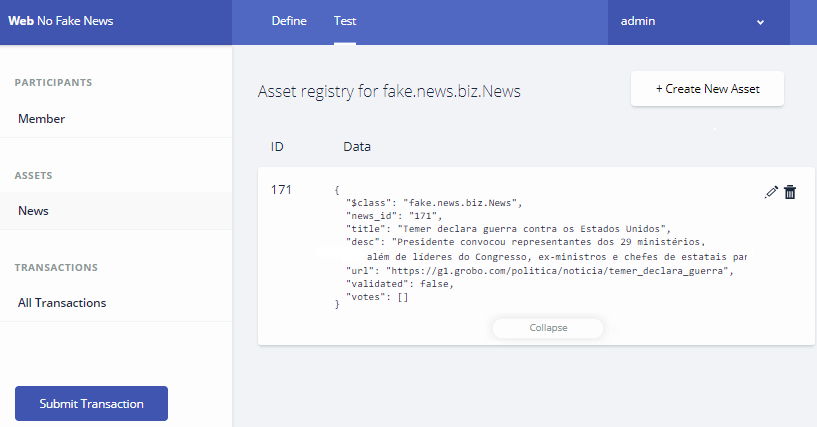 Web No Fake News
Define
Test
admin
PARTICIPANTS
Member
ASSETS
News
TRANSACTIONS
All Transactions
Submit Transaction
Asset registry for fake.news.biz.News
+ Create New Asset
ID
Data
171
{
"$class": "fake.news.biz.News",
"news_id": "171",
"title": "Temer declara guerra contra os Estados Unidos",
"desc": "Presidente convocou representantes dos 29 ministérios,
além de líderes do Congresso, ex-ministros e chefes de estatais par
"url": "https://g1.grobo.com/politica/noticia/temer_declara_guerra",
"validated": false,
"votes": []
}
Collapse